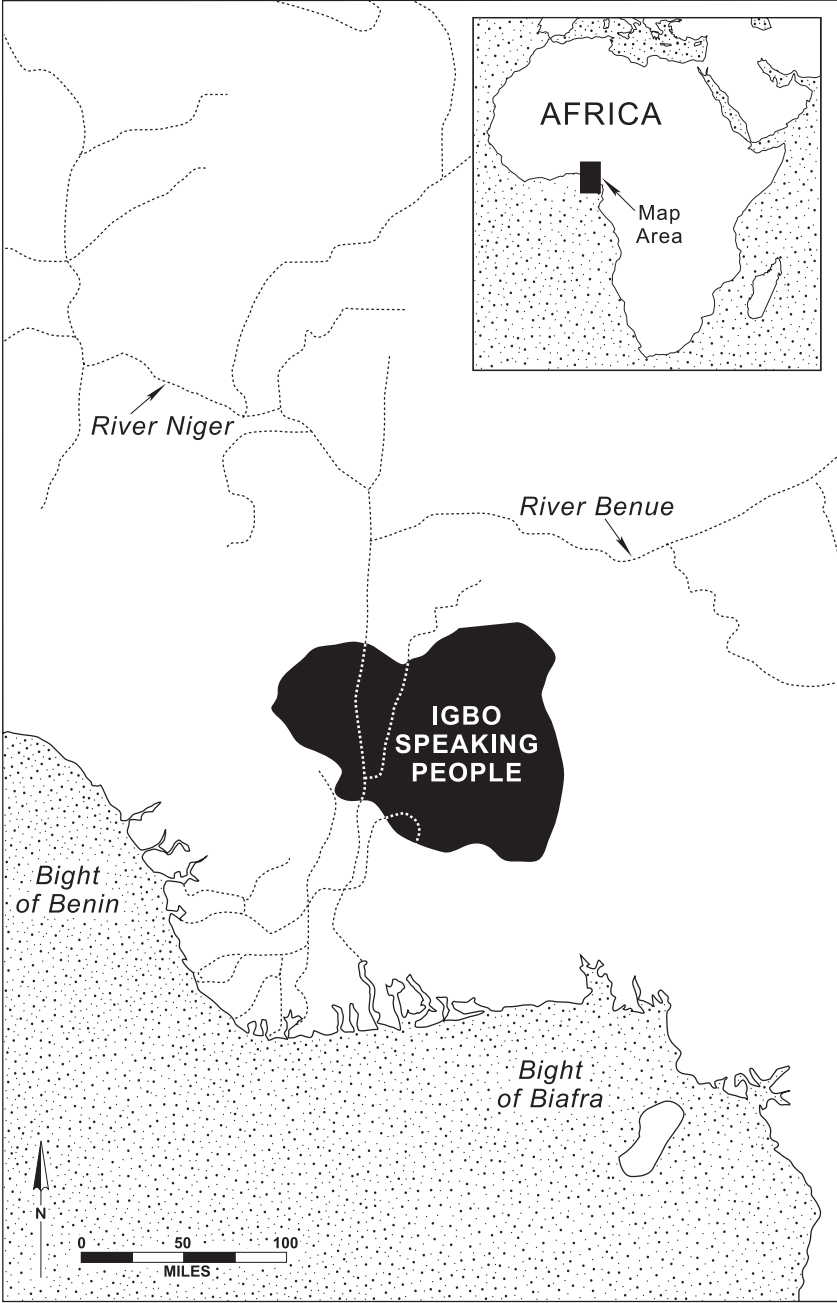 AFRICA
Map
Area
River Niger
River Benue
IGBO
SPEAKING
PEOPLE
Bight
of Benin
Bight
of Biafra
N
0 50 100
MILES